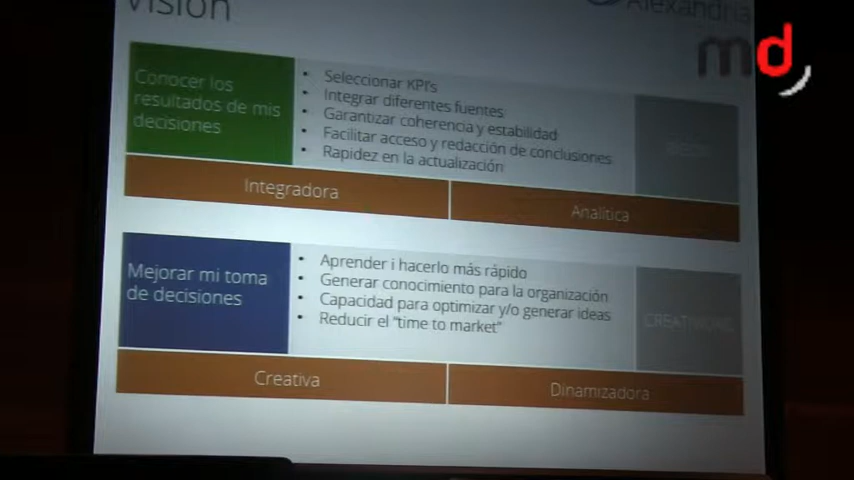 Visión
Alexandria
md
Conocer los
resultados de mis
decisiones
• Seleccionar KPI's
• Integrar diferentes fuentes
• Garantizar coherencia y estabilidad
• Facilitar acceso y redacción de conclusiones
• Rapidez en la actualización
Integradora
Analítica
Mejorar mi toma
de decisiones
• Aprender i hacerlo más rápido
• Generar conocimiento para la organización
• Capacidad para optimizar y/o generar ideas
• Reducir el "time to market"
Creativa
Dinamizadora